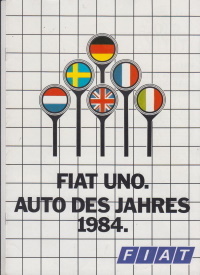 FIAT UNO.
AUTO DES JAHRES
1984.
FIAT